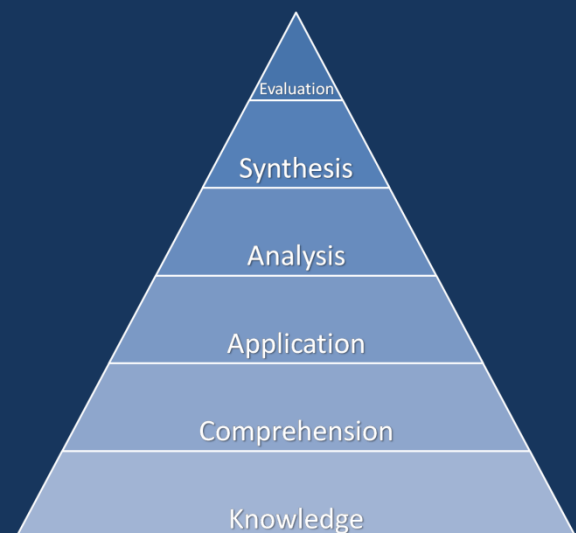 Evaluation
Synthesis
Analysis
Application
Comprehension
Knowledge